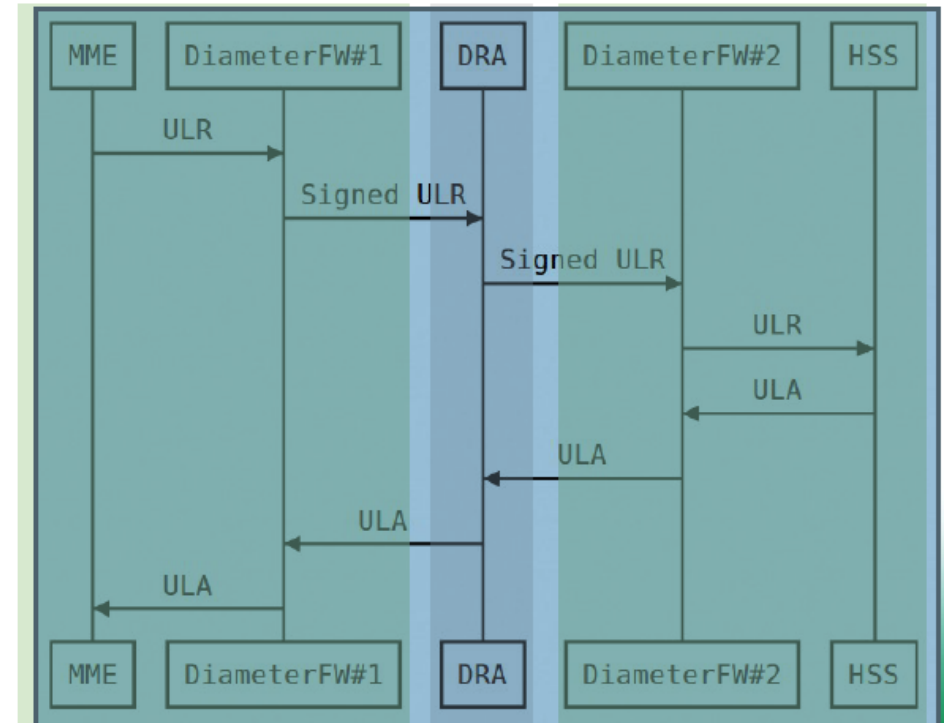 MME DiameterFW#1 DRA DiameterFW#2 HSS
ULR
Signed ULR
Signed ULR
ULR
ULA
ULA
ULA
ULA
MME DiameterFW#1 DRA DiameterFW#2 HSS